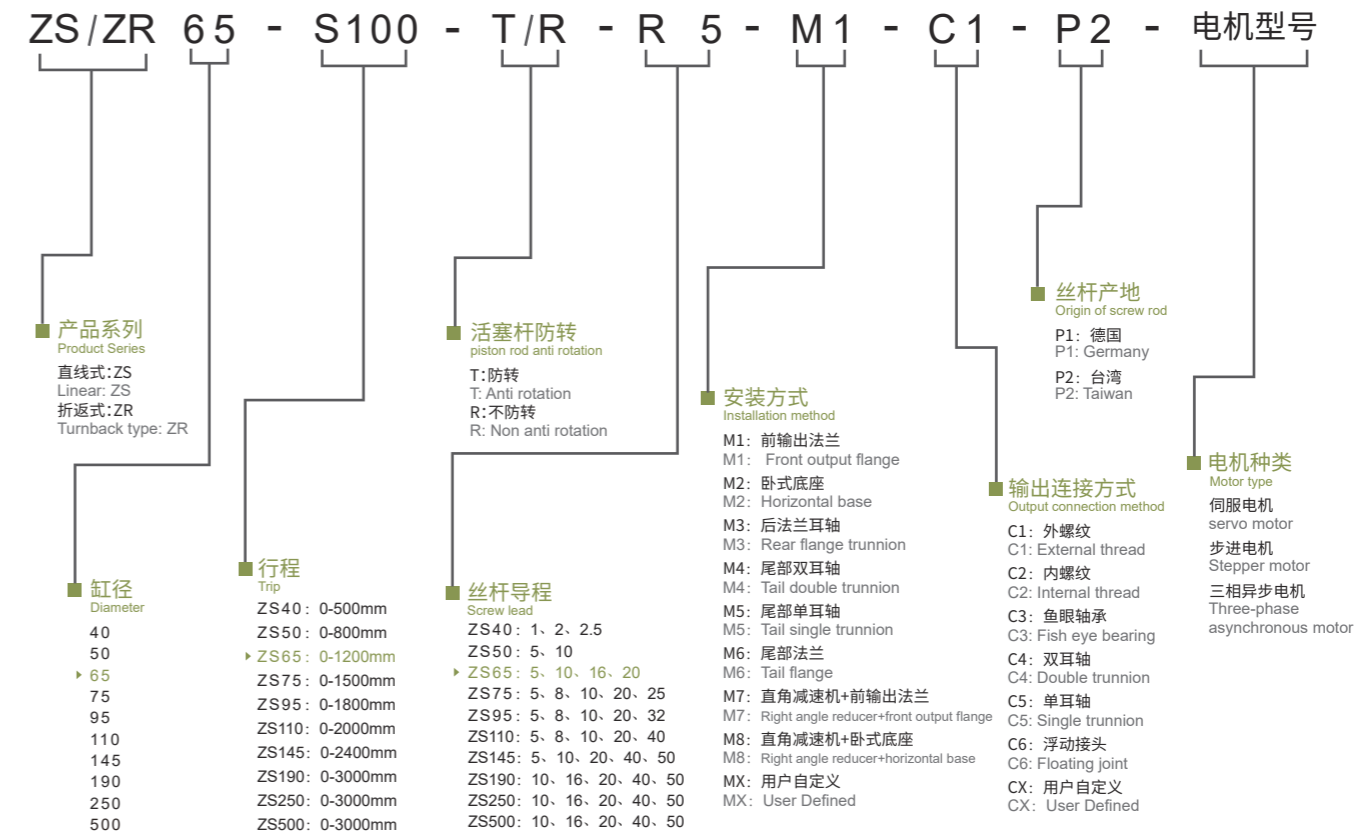 ZS/ZR 65 - S100 - T/R - R 5 - M1 - C1 - P2 - 电机型号
产品系列
Product Series
直线式：ZS
Linear: ZS
折返式：ZR
Turnback type: ZR
缸径
Diameter
40
50
65
75
95
110
145
190
250
500
行程
Trip
ZS40：0-500mm
ZS50：0-800mm
ZS65：0-1200mm
ZS75：0-1500mm
ZS95：0-1800mm
ZS110：0-2000mm
ZS145：0-2400mm
ZS190：0-3000mm
ZS250：0-3000mm
ZS500：0-3000mm
活塞杆防转
piston rod anti rotation
T：防转
T: Anti rotation
R：不防转
R: Non anti rotation
丝杆导程
Screw lead
ZS40：1、2、2.5
ZS50：5、10
ZS65：5、10、16、20
ZS75：5、8、10、20、25
ZS95：5、8、10、20、32
ZS110：5、8、10、20、40
ZS145：5、10、20、40、50
ZS190：10、16、20、40、50
ZS250：10、16、20、40、50
ZS500：10、16、20、40、50
安装方式
Installation method
M1：前输出法兰
M1： Front output flange
M2：卧式底座
M2：Horizontal base
M3：后法兰耳轴
M3：Rear flange trunnion
M4：尾部双耳轴
M4：Tail double trunnion
M5：尾部单耳轴
M5：Tail single trunnion
M6：尾部法兰
M6：Tail flange
M7：直角减速机+前输出法兰
M7：Right angle reducer+front output flange
M8：直角减速机+卧式底座
M8：Right angle reducer+horizontal base
MX：用户自定义
MX：User Defined
输出连接方式
Output connection method
C1：外螺纹
C1: External thread
C2：内螺纹
C2: Internal thread
C3：鱼眼轴承
C3: Fish eye bearing
C4：双耳轴
C4: Double trunnion
C5：单耳轴
C5: Single trunnion
C6：浮动接头
C6: Floating joint
CX：用户自定义
CX： User Defined
丝杆产地
Origin of screw rod
P1：德国
P1: Germany
P2：台湾
P2: Taiwan
电机种类
Motor type
伺服电机
servo motor
步进电机
Stepper motor
三相异步电机
Three-phase
asynchronous motor